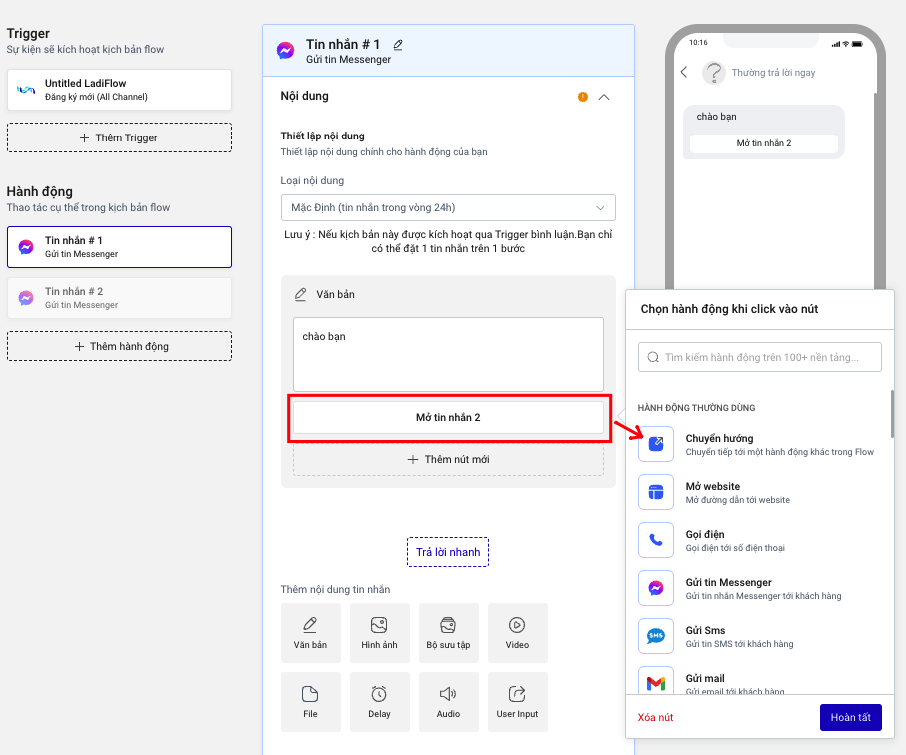 Trigger
Sự kiện sẽ kích hoạt kịch bản flow
Untitled LadiFlow
Đăng ký mới (All Channel)
Thêm Trigger
Hành động
Thao tác cụ thể trong kịch bản flow
Tin nhắn # 1
Gửi tin Messenger
Tin nhắn # 2
Gửi tin Messenger
Thêm hành động
Tin nhắn # 1
Gửi tin Messenger
Nội dung
Thiết lập nội dung
Thiết lập nội dung chính cho hành động của bạn
Loại nội dung
Mặc Định (tin nhắn trong vòng 24h)
Lưu ý : Nếu kịch bản này được kích hoạt qua Trigger bình luận.Bạn chỉ
có thể đặt 1 tin nhắn trên 1 bước
Văn bản
chào bạn
Mở tin nhắn 2
Thêm nút mới
Trả lời nhanh
Thêm nội dung tin nhắn
Văn bản
Hình ảnh
Bộ sưu tập
Video
File
Delay
Audio
User Input
10:16
Thường trả lời ngay
chào bạn
Mở tin nhắn 2
Chọn hành động khi click vào nút
Tìm kiếm hành động trên 100+ nền tảng...
HÀNH ĐỘNG THƯỜNG DÙNG
Chuyển hướng
Chuyển tiếp tới một hành động khác trong Flow
Mở website
Mở đường dẫn tới website
Gọi điện
Gọi điện tới số điện thoại
Gửi tin Messenger
Gửi tin nhắn Messenger tới khách hàng
SMS
Gửi Sms
Gửi tin SMS tới khách hàng
Gửi mail
Gửi email tới khách hàng
Xóa nút
Hoàn tất